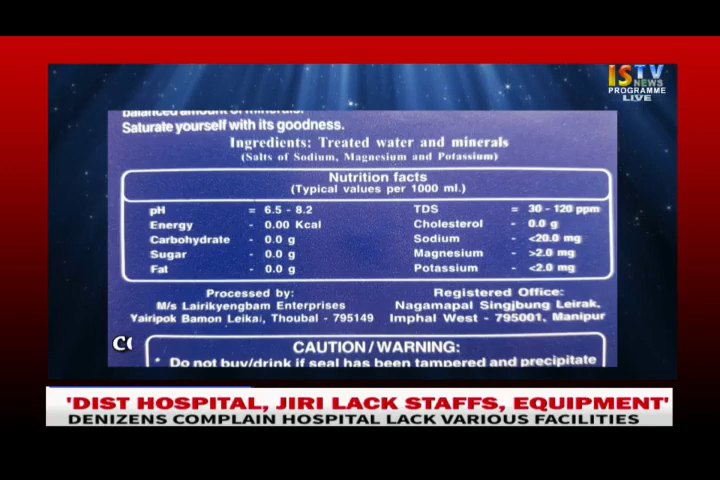 ISTV
NEWS
PROGRAMME
LIVE
balanced amount of minerals.
Saturate yourself with its goodness.
Ingredients: Treated water and minerals
(Salts of Sodium, Magnesium and Potassium)
Nutrition facts
(Typical values per 1000 ml.)
pH = 6.5 - 8.2 TDS = 30 - 120 ppm
Energy - 0.00 Kcal Cholesterol - 0.0 g
Carbohydrate - 0.0 g Sodium - <20.0 mg
Sugar - 0.0 g Magnesium - >2.0 mg
Fat - 0.0 g Potassium - <2.0 mg
Processed by:
M/s Lairikyengbam Enterprises
Yairipok Bamon Leikai, Thoubal - 795149
Registered Office:
Nagamapal Singjbung Leirak,
Imphal West - 795001, Manipur
CAUTION/WARNING:
* Do not buy/drink if seal has been tampered and precipitate
'DIST HOSPITAL, JIRI LACK STAFFS, EQUIPMENT'
DENIZENS COMPLAIN HOSPITAL LACK VARIOUS FACILITIES